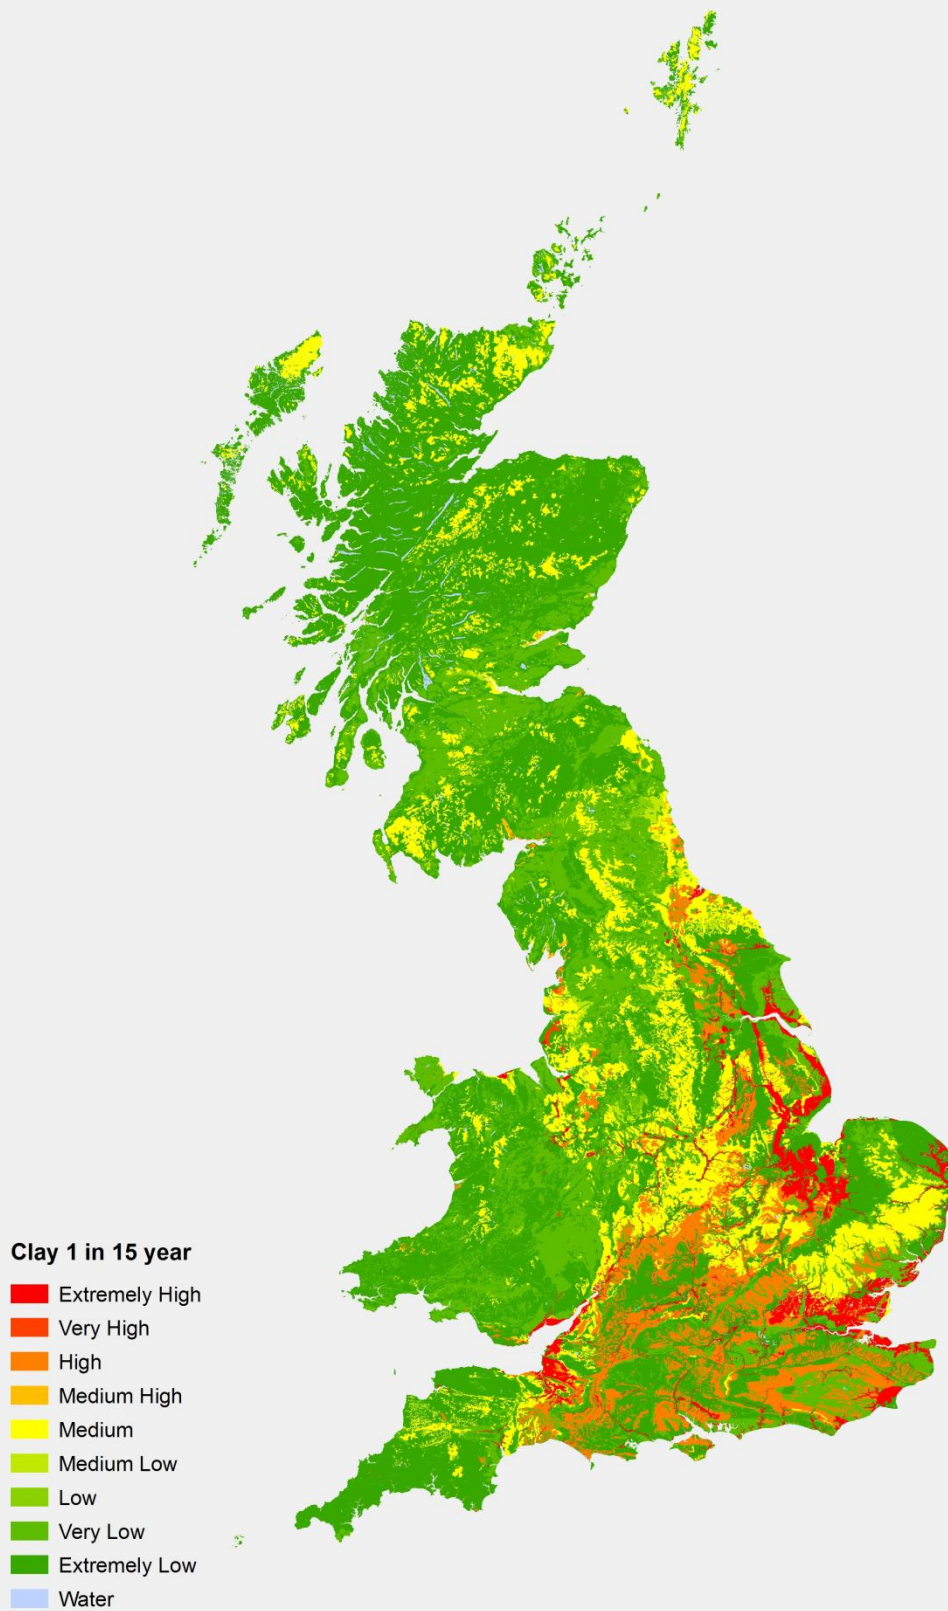 Clay 1 in 15 year
Extremely High
Very High
High
Medium High
Medium
Medium Low
Low
Very Low
Extremely Low
Water